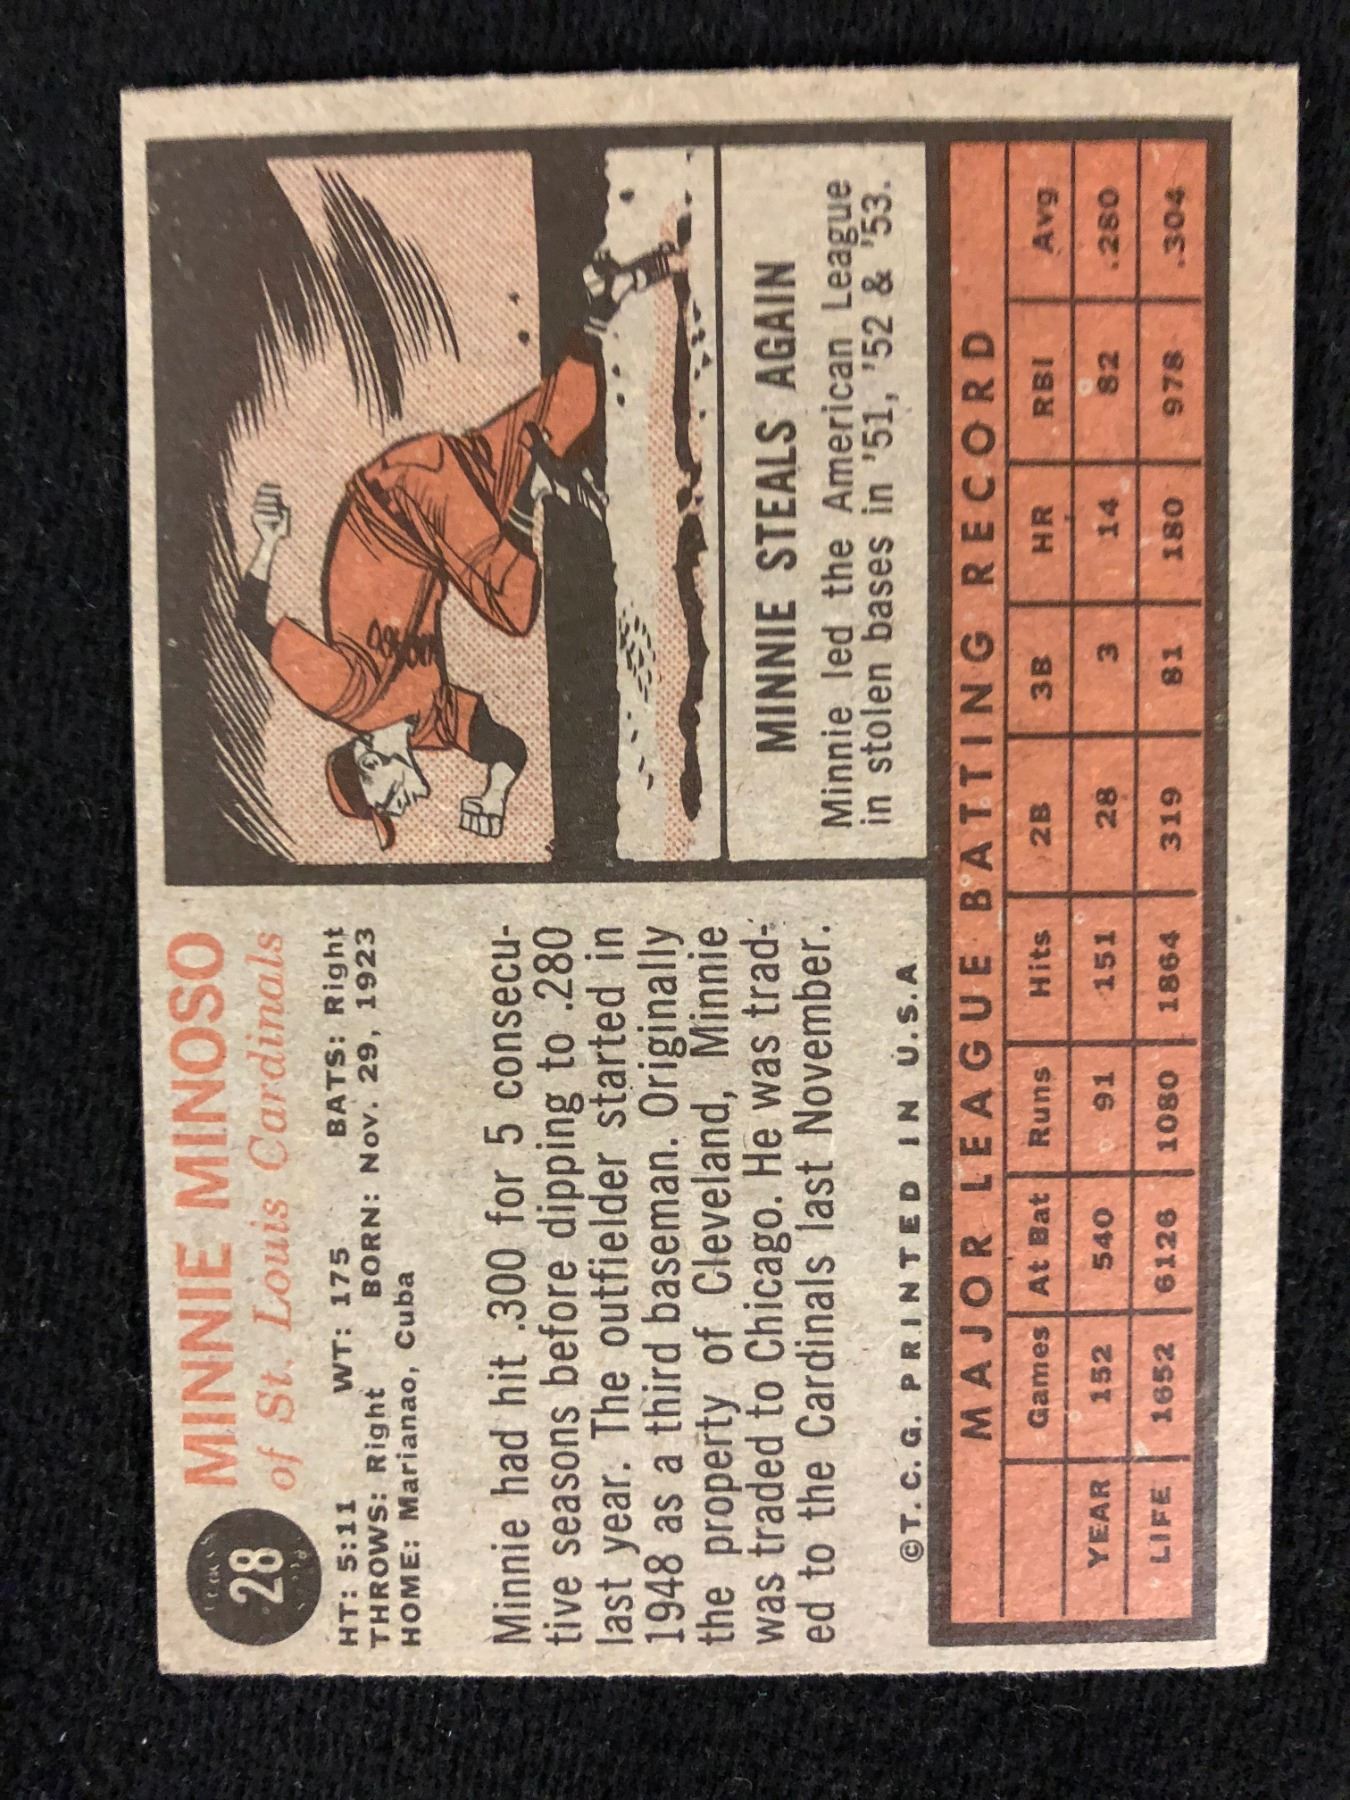 28
MINNIE MINOSO
of St. Louis Cardinals
HT: 5:11 WT: 175 BATS: Right
THROWS: Right BORN: Nov. 29, 1923
HOME: Marianao, Cuba
Minnie had hit .300 for 5 consecu-
tive seasons before dipping to .280
last year. The outfielder started in
1948 as a third baseman. Originally
the property of Cleveland, Minnie
was traded to Chicago. He was trad-
ed to the Cardinals last November.
©T. C. G. PRINTED IN U.S.A
MINNIE STEALS AGAIN
Minnie led the American League
in stolen bases in '51, '52 & '53.
MAJOR LEAGUE BATTING RECORD
Games At Bat Runs Hits 2B 3B HR RBI Avg
YEAR 152 540 91 151 28 3 14 82 .280
LIFE 1652 6126 1080 1864 319 81 180 978 .304